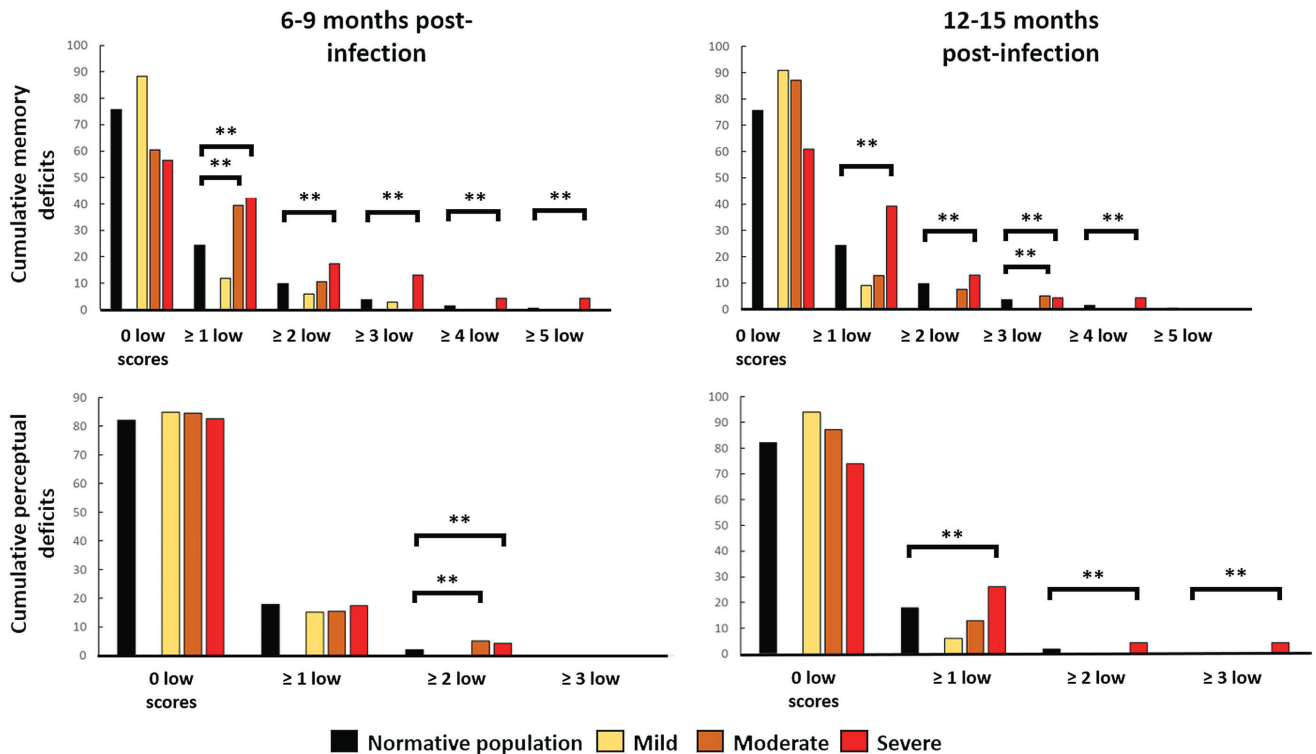 6-9 months post-
infection
12-15 months
post-infection
Cumulative memory
deficits
100
90
80
70
60
50
40
30
20
10
0
**
**
**
**
**
**
0 low
scores
≥ 1 low
≥ 2 low
≥ 3 low
≥ 4 low
≥ 5 low
100
90
80
70
60
50
40
30
20
10
0
**
**
**
**
**
0 low
scores
≥ 1 low
≥ 2 low
≥ 3 low
≥ 4 low
≥ 5 low
Cumulative perceptual
deficits
90
80
70
60
50
40
30
20
10
0
**
**
0 low
scores
≥ 1 low
≥ 2 low
≥ 3 low
100
90
80
70
60
50
40
30
20
10
0
**
**
**
0 low
scores
≥ 1 low
≥ 2 low
≥ 3 low
Normative population Mild Moderate Severe